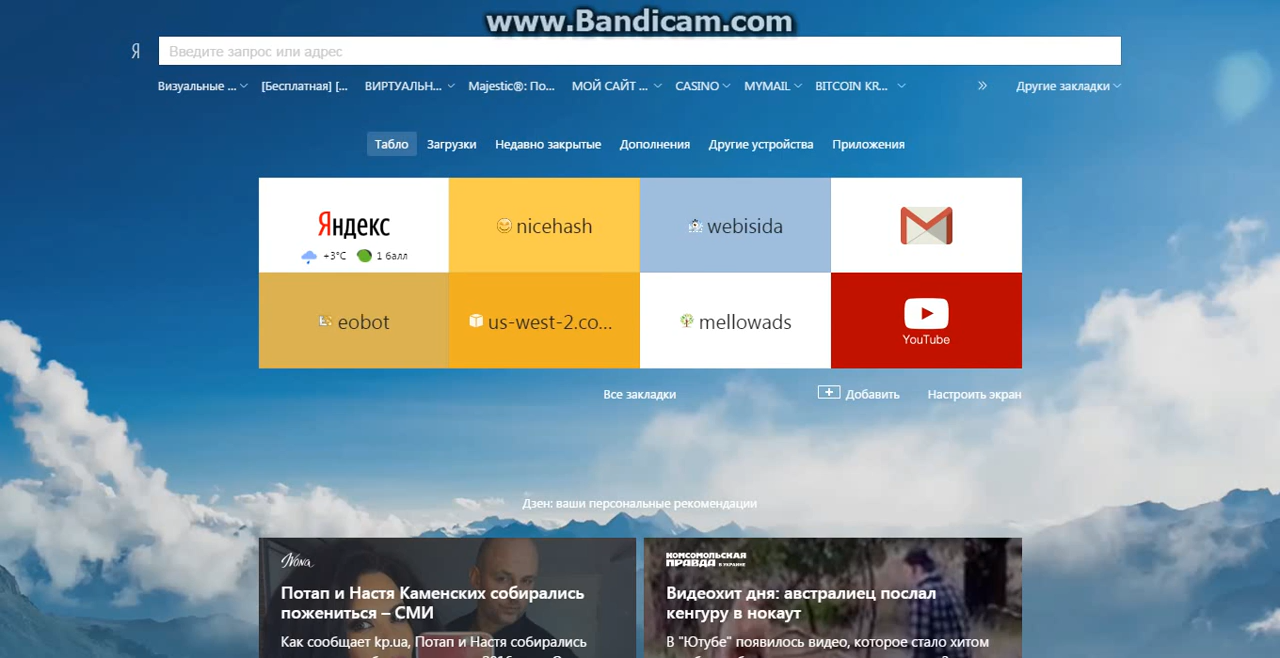 www.Bandicam.com
Я Введите запрос или адрес
Визуальные ... [Бесплатная] [... ВИРТУАЛЬН... Majestic®: По... МОЙ САЙТ ... CASINO MYMAIL BITCOIN KR... » Другие закладки
Табло Загрузки Недавно закрытые Дополнения Другие устройства Приложения
Яндекс nicehash webisida
+3°C 1 балл
eobot us-west-2.co... mellowads YouTube
Все закладки Добавить Настроить экран
Дзен: ваши персональные рекомендации
Nona
Потап и Настя Каменских собирались
пожениться – СМИ
Как сообщает kp.ua, Потап и Настя собирались
КОМСОМОЛЬСКАЯ
ПРАВДА В УКРАИНЕ
Видеохит дня: австралиец послал
кенгуру в нокаут
В "Ютубе" появилось видео, которое стало хитом